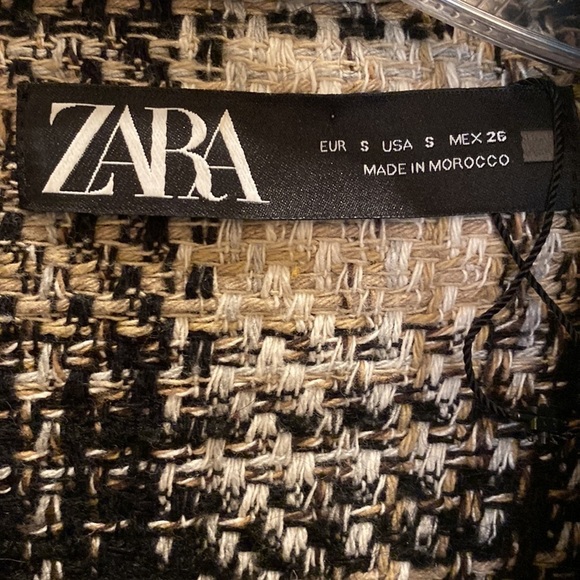 ZARA
EUR S USA S MEX 26
MADE IN MOROCCO